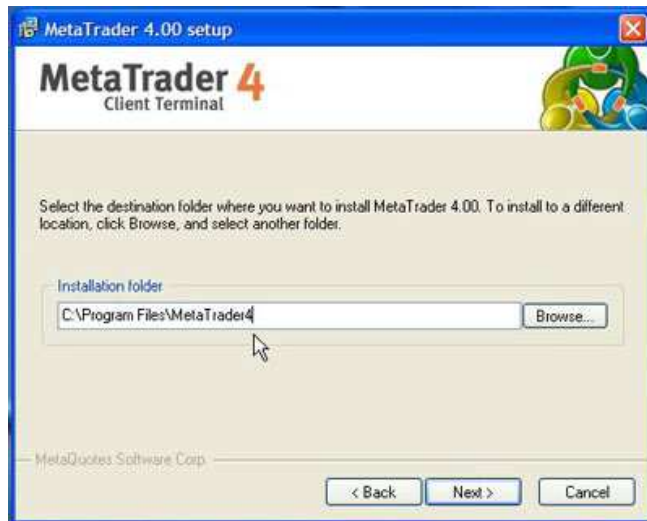 MetaTrader 4.00 setup
MetaTrader 4
Client Terminal
Select the destination folder where you want to install MetaTrader 4.00. To install to a different
location, click Browse, and select another folder.
Installation folder
C:\Program Files\MetaTrader4
Browse...
MetaQuotes Software Corp.
< Back
Next >
Cancel